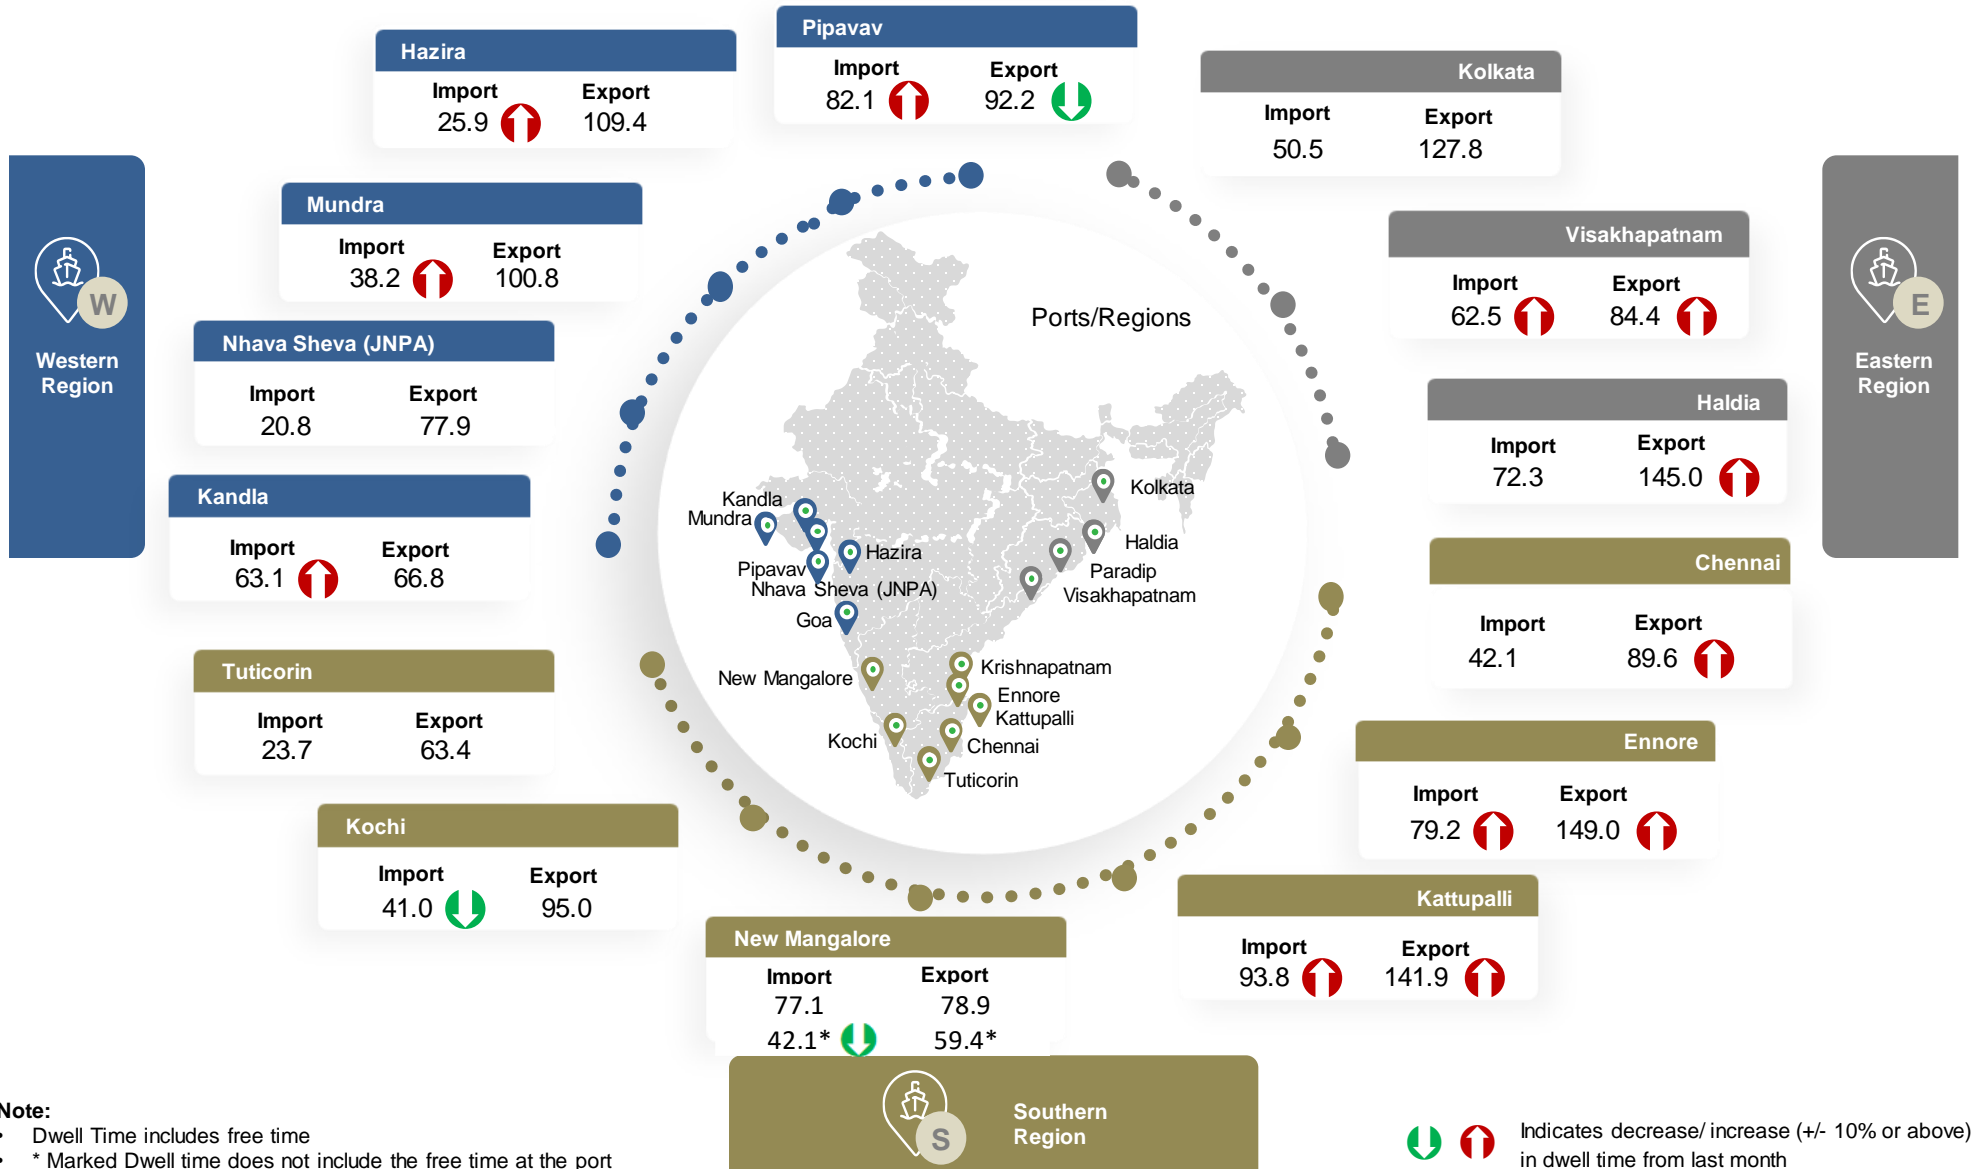 Hazira
Import Export
25.9 109.4
Pipavav
Import Export
82.1 92.2
Kolkata
Import Export
50.5 127.8
Mundra
Import Export
38.2 100.8
Visakhapatnam
Import Export
62.5 84.4
W
Western
Region
E
Eastern
Region
Nhava Sheva (JNPA)
Import Export
20.8 77.9
Haldia
Import Export
72.3 145.0
Kandla
Import Export
63.1 66.8
Chennai
Import Export
42.1 89.6
Tuticorin
Import Export
23.7 63.4
Ennore
Import Export
79.2 149.0
Kochi
Import Export
41.0 95.0
Kattupalli
Import Export
93.8 141.9
New Mangalore
Import Export
77.1 78.9
42.1* 59.4*
Ports/Regions
Kandla
Mundra
Kolkata
Haldia
Hazira
Pipavav
Paradip
Nhava Sheva (JNPA)
Visakhapatnam
Goa
Krishnapatnam
New Mangalore
Ennore
Kattupalli
Kochi
Chennai
Tuticorin
S
Southern
Region
Note:
• Dwell Time includes free time
• * Marked Dwell time does not include the free time at the port
Indicates decrease/ increase (+/- 10% or above)
in dwell time from last month